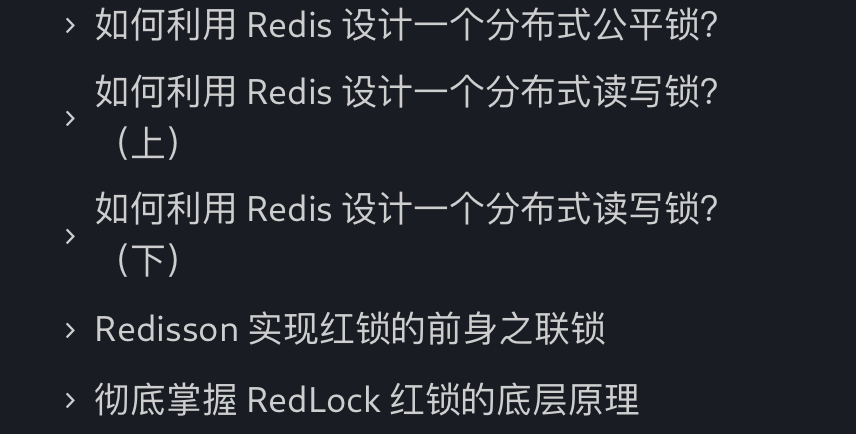 如何利用 Redis 设计一个分布式公平锁？
如何利用 Redis 设计一个分布式读写锁？
（上）
如何利用 Redis 设计一个分布式读写锁？
（下）
Redisson 实现红锁的前身之联锁
彻底掌握 RedLock 红锁的底层原理